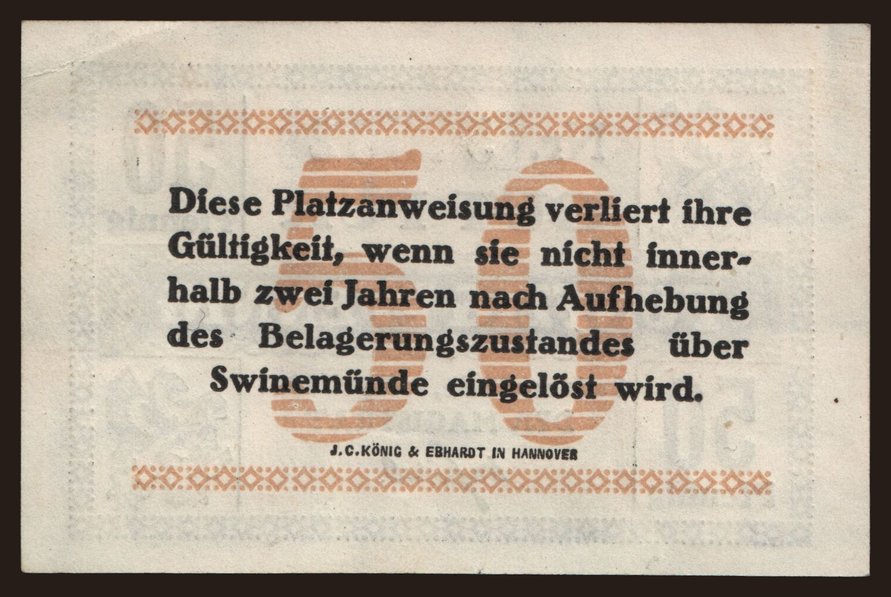 50
Diese Platzanweisung verliert ihre
Gültigkeit, wenn sie nicht inner-
halb zwei Jahren nach Aufhebung
des Belagerungszustandes über
Swinemünde eingelöst wird.
J.C.KÖNIG & EBHARDT IN HANNOVER